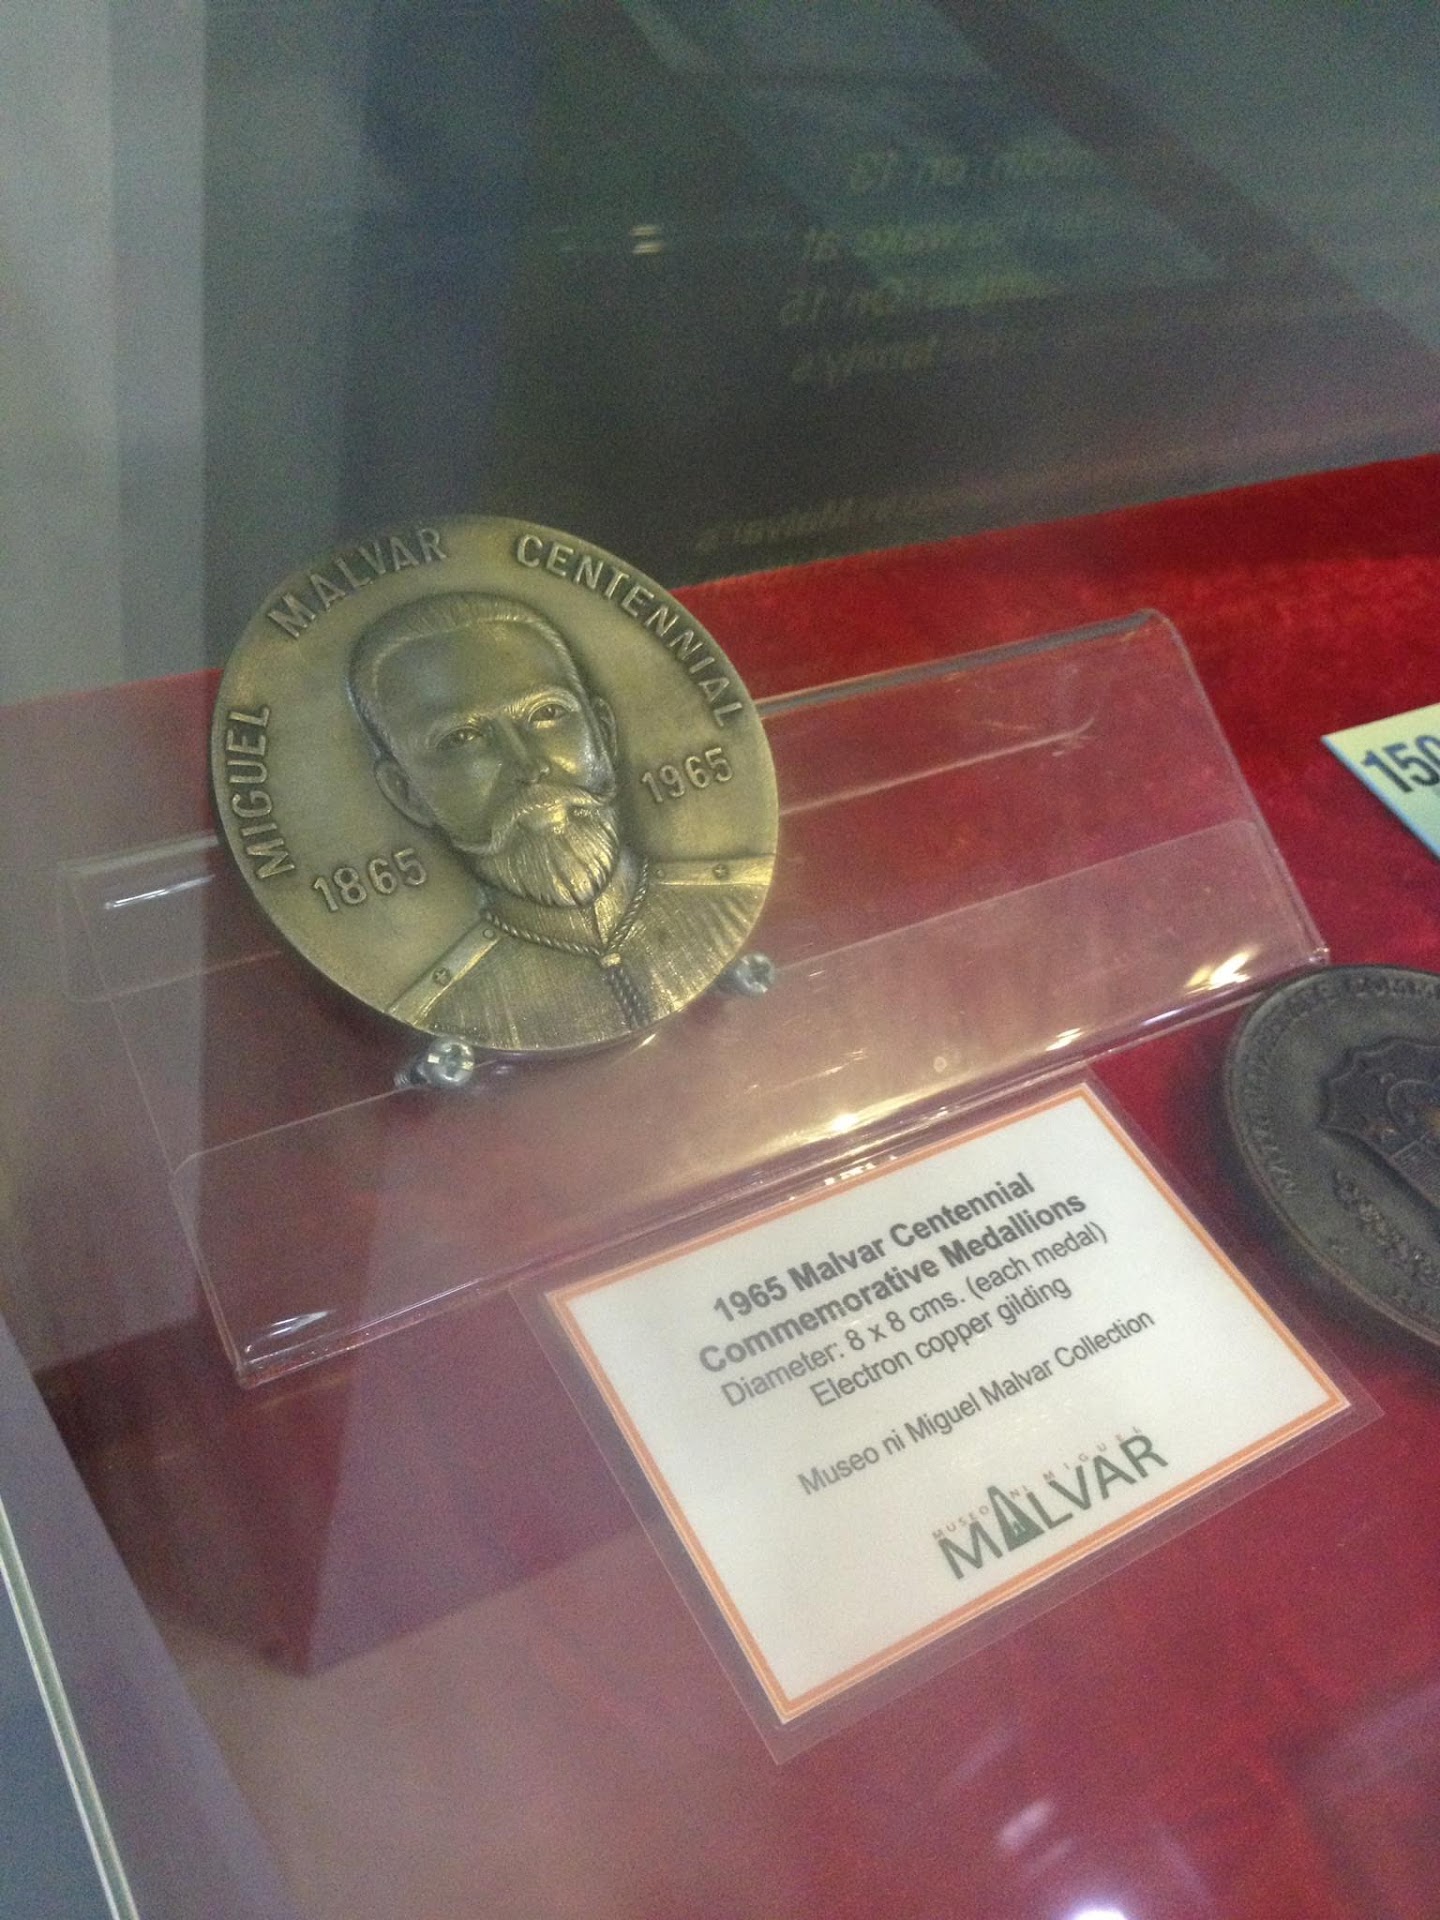 MIGUEL MALVAR CENTENNIAL
1865 1965
150
1965 Malvar Centennial
Commemorative Medallions
Diameter: 8 x 8 cms. (each medal)
Electron copper gilding
Museo ni Miguel Malvar Collection
MUSEO NI MIGUEL
MALVAR